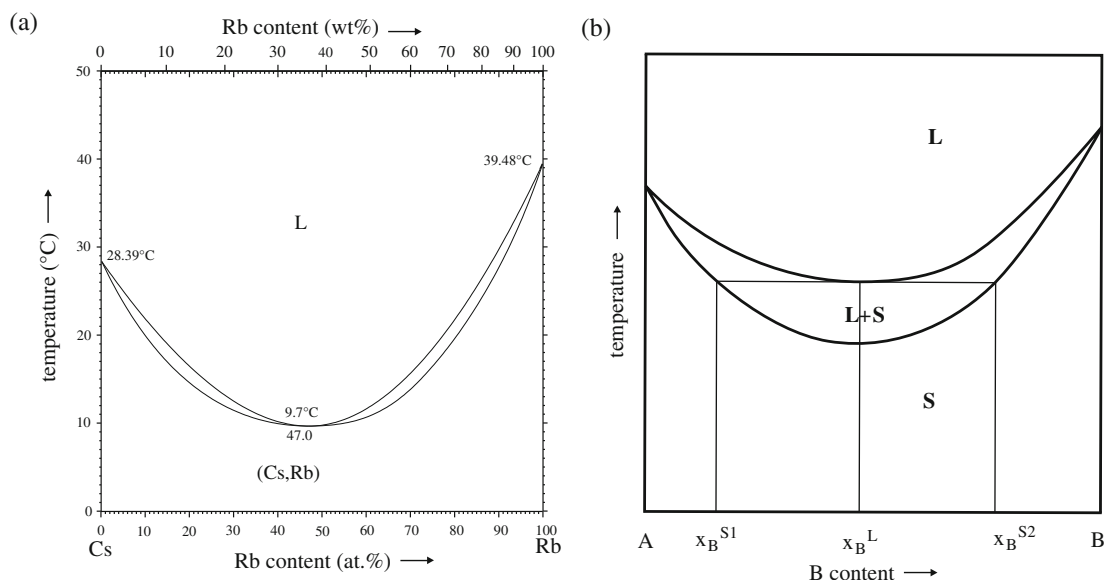 (a)
Rb content (wt%)
0 10 20 30 40 50 60 70 80 90 100
50
40
30
20
10
0
temperature (°C)
39.48°C
L
28.39°C
9.7°C
47.0
(Cs,Rb)
0 10 20 30 40 50 60 70 80 90 100
Cs Rb
Rb content (at.%)
(b)
temperature
L
L+S
S
A x_B^S1 x_B^L x_B^S2 B
B content